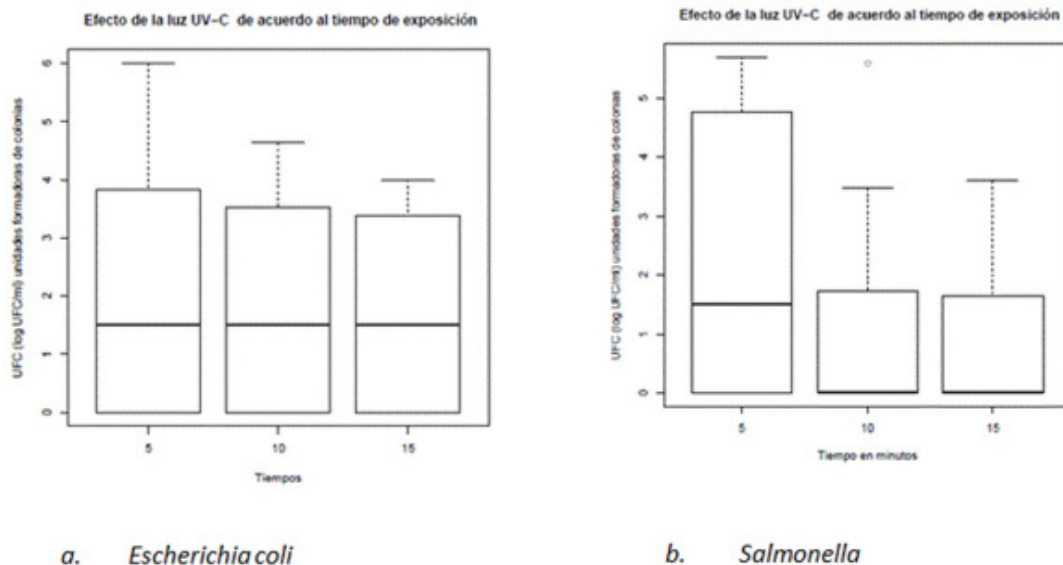 Efecto de la luz UV-C de acuerdo al tiempo de exposición
UFC (log UFC/ml) unidades formadoras de colonias
6
5
4
3
2
1
0
5 10 15
Tiempos
a. Escherichia coli
Efecto de la luz UV-C de acuerdo al tiempo de exposición
UFC (log UFC/ml) unidades formadoras de colonias
5
4
3
2
1
0
5 10 15
Tiempo en minutos
b. Salmonella